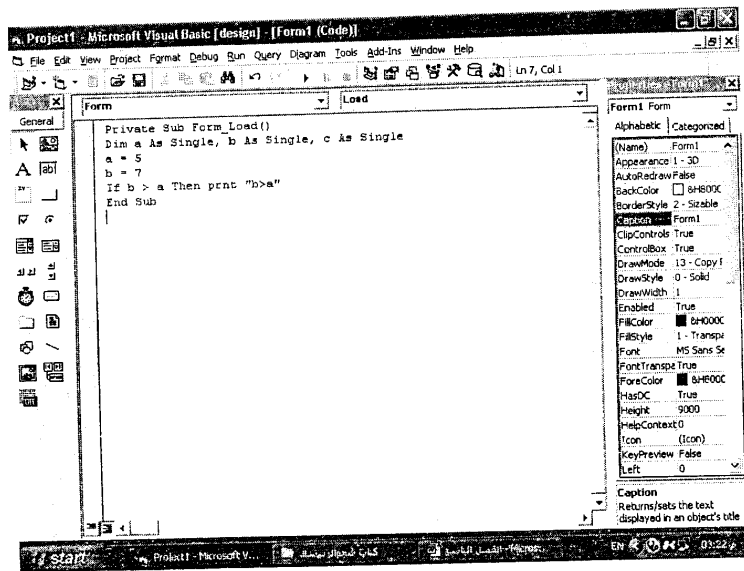 Project1 - Microsoft Visual Basic [design] - [Form1 (Code)]
File Edit View Project Format Debug Run Query Diagram Tools Add-Ins Window Help
Ln 7, Col 1
General
Form
Load
Private Sub Form_Load()
Dim a As Single, b As Single, c As Single
a = 5
b = 7
If b > a Then prnt "b>a"
End Sub
Form1 Form
Alphabetic Categorized
(Name) Form1
Appearance 1 - 3D
AutoRedraw False
BackColor &H800C
BorderStyle 2 - Sizable
Caption Form1
ClipControls True
ControlBox True
DrawMode 13 - Copy F
DrawStyle 0 - Solid
DrawWidth 1
Enabled True
FillColor &H000C
FillStyle 1 - Transpa
Font MS Sans Se
FontTranspa True
ForeColor &H800C
HasDC True
Height 9000
HelpContext 0
Icon (Icon)
KeyPreview False
Left 0
Caption
Returns/sets the text
displayed in an object's title
start
Project1 - Microsoft V...
EN
03:22